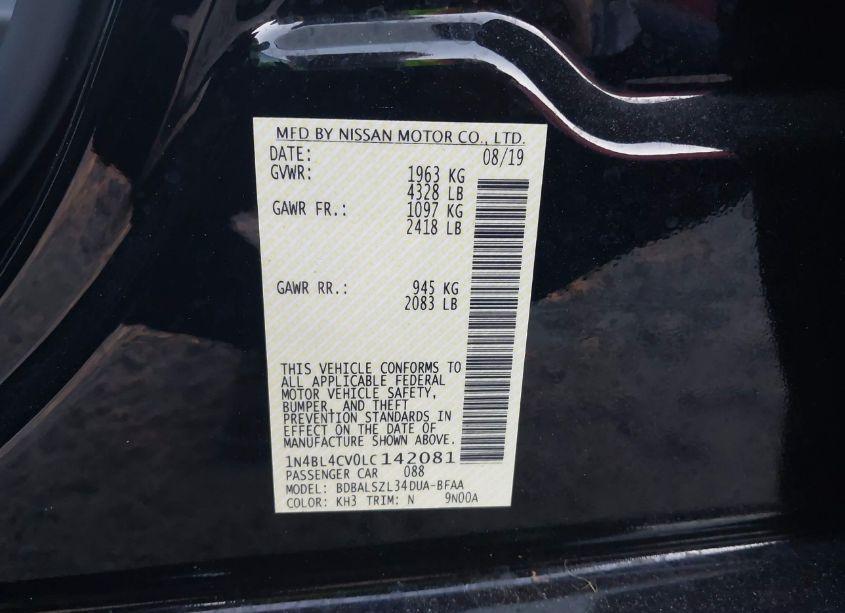 MFD BY NISSAN MOTOR CO., LTD.
DATE: 08/19
GVWR: 1963 KG
4328 LB
GAWR FR.: 1097 KG
2418 LB
GAWR RR.: 945 KG
2083 LB
THIS VEHICLE CONFORMS TO
ALL APPLICABLE FEDERAL
MOTOR VEHICLE SAFETY,
BUMPER, AND THEFT
PREVENTION STANDARDS IN
EFFECT ON THE DATE OF
MANUFACTURE SHOWN ABOVE.
1N4BL4CV0LC142081
PASSENGER CAR 088
MODEL: BDBALSZL34DUA-BFAA
COLOR: KH3 TRIM: N 9N00A